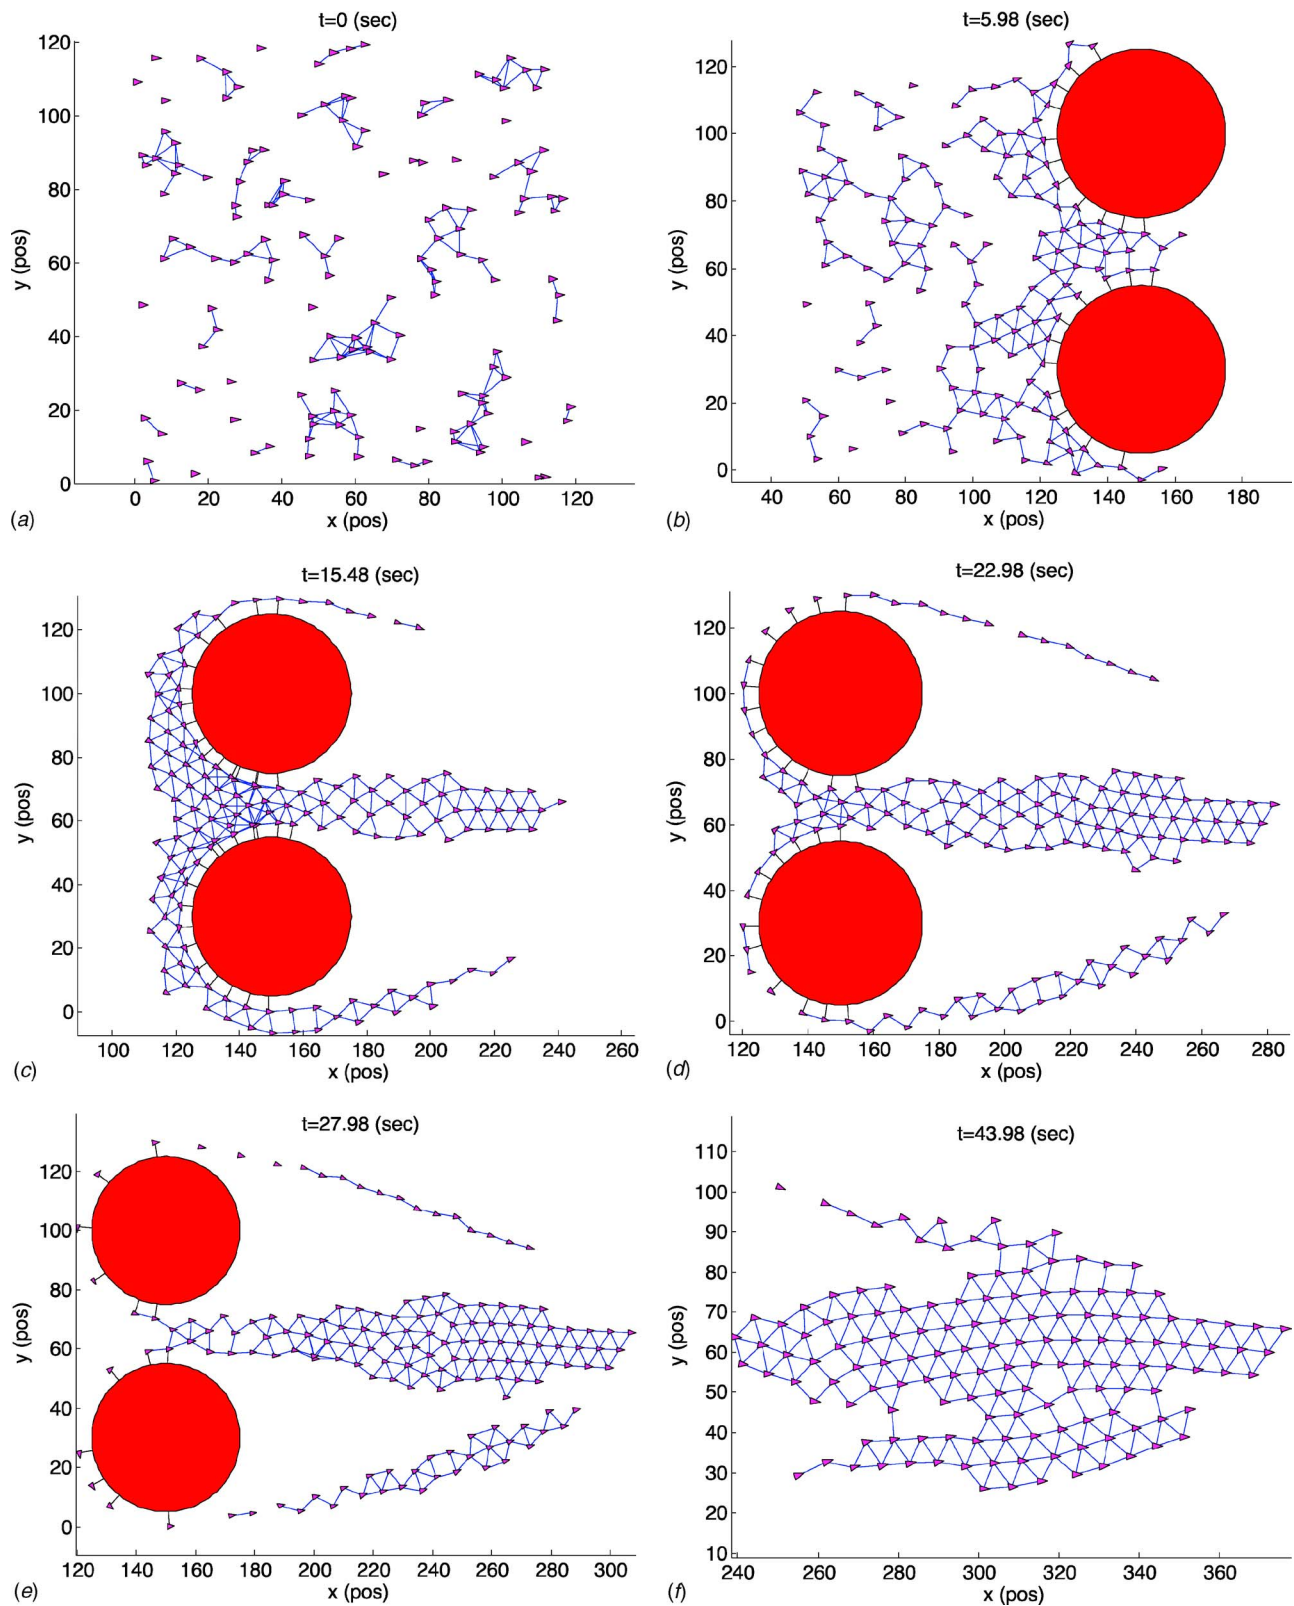 t=0 (sec)
120
100
80
60
40
20
0
y (pos)
0 20 40 60 80 100 120
x (pos)
(a)
t=5.98 (sec)
120
100
80
60
40
20
0
y (pos)
40 60 80 100 120 140 160 180
x (pos)
(b)
t=15.48 (sec)
120
100
80
60
40
20
0
y (pos)
100 120 140 160 180 200 220 240 260
x (pos)
(c)
t=22.98 (sec)
120
100
80
60
40
20
0
y (pos)
120 140 160 180 200 220 240 260 280
x (pos)
(d)
t=27.98 (sec)
120
100
80
60
40
20
0
y (pos)
120 140 160 180 200 220 240 260 280 300
x (pos)
(e)
t=43.98 (sec)
110
100
90
80
70
60
50
40
30
20
10
y (pos)
240 260 280 300 320 340 360
x (pos)
(f)